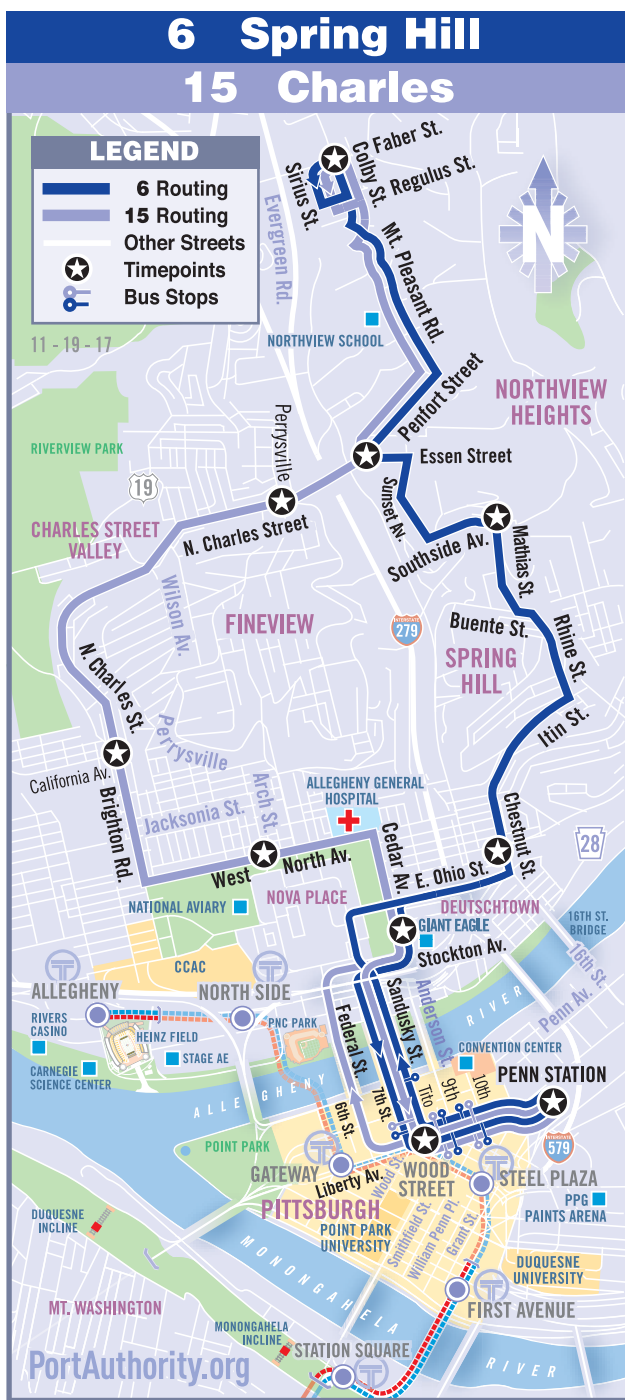 6 Spring Hill
15 Charles
LEGEND
6 Routing
15 Routing
Other Streets
Timepoints
Bus Stops
11 - 19 - 17
N
Faber St.
Colby St.
Regulus St.
Sirius St.
Evergreen Rd.
Mt. Pleasant Rd.
NORTHVIEW SCHOOL
Penfort Street
NORTHVIEW
HEIGHTS
RIVERVIEW PARK
Perrysville
Essen Street
19
Sunset Av.
CHARLES STREET
VALLEY
N. Charles Street
Southside Av.
Mathias St.
Wilson Av.
FINEVIEW
INTERSTATE
279
Buente St.
Rhine St.
SPRING
HILL
N. Charles St.
Itin St.
Perrysville
California Av.
Brighton Rd.
Jacksonia St.
Arch St.
ALLEGHENY GENERAL
HOSPITAL
Chestnut St.
28
West North Av.
Cedar Av.
E. Ohio St.
NATIONAL AVIARY
NOVA PLACE
DEUTSCHTOWN
GIANT EAGLE
16TH ST.
BRIDGE
Stockton Av.
CCAC
16th St.
T
ALLEGHENY
T
NORTH SIDE
Federal St.
Sandusky St.
Anderson St.
RIVER
Penn Av.
RIVERS
CASINO
HEINZ FIELD
PNC PARK
STAGE AE
CARNEGIE
SCIENCE CENTER
CONVENTION CENTER
ALLEGHENY
6th St.
7th St.
Tito
9th
10th
PENN STATION
POINT PARK
INTERSTATE
579
T
GATEWAY
Liberty Av.
Wood St.
T
WOOD
STREET
T
STEEL PLAZA
PITTSBURGH
POINT PARK
UNIVERSITY
Smithfield St.
William Penn Pl.
Grant St.
PPG
PAINTS ARENA
DUQUESNE
INCLINE
MONONGAHELA
DUQUESNE
UNIVERSITY
T
FIRST AVENUE
MT. WASHINGTON
MONONGAHELA
INCLINE
STATION SQUARE
T
RIVER
PortAuthority.org